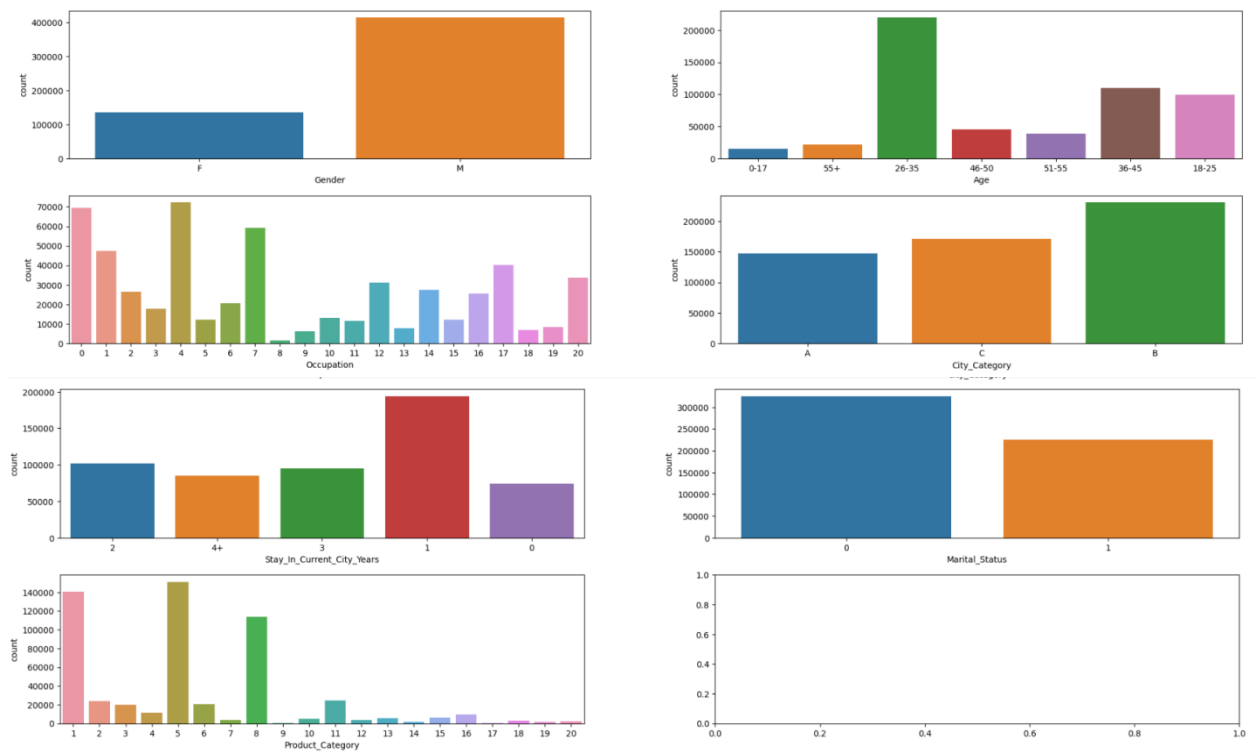 400000
300000
200000
100000
0
count
F M
Gender
200000
150000
100000
50000
0
count
0-17 55+ 26-35 46-50 51-55 36-45 18-25
Age
70000
60000
50000
40000
30000
20000
10000
0
count
0 1 2 3 4 5 6 7 8 9 10 11 12 13 14 15 16 17 18 19 20
Occupation
200000
150000
100000
50000
0
count
A C B
City_Category
200000
150000
100000
50000
0
count
2 4+ 3 1 0
Stay_In_Current_City_Years
300000
250000
200000
150000
100000
50000
0
count
0 1
Marital_Status
140000
120000
100000
80000
60000
40000
20000
0
count
1 2 3 4 5 6 7 8 9 10 11 12 13 14 15 16 17 18 19 20
Product_Category
1.0
0.8
0.6
0.4
0.2
0.0
0.0 0.2 0.4 0.6 0.8 1.0